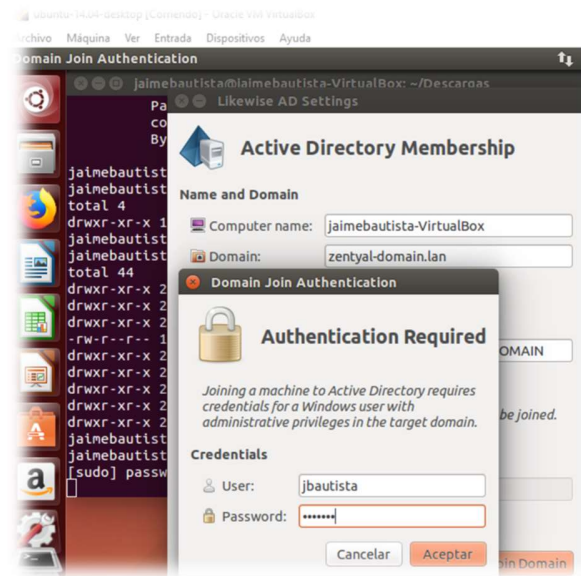 ubuntu-14.04-desktop [Corriendo] - Oracle VM VirtualBox
Archivo Máquina Ver Entrada Dispositivos Ayuda
Domain Join Authentication
jaimebautista@jaimebautista-VirtualBox: ~/Descargas
Pa
co
By
jaimebautist
jaimebautist
total 4
drwxr-xr-x 1
jaimebautist
jaimebautist
total 44
drwxr-xr-x 2
drwxr-xr-x 2
drwxr-xr-x 2
-rw-r--r-- 1
drwxr-xr-x 2
drwxr-xr-x 2
drwxr-xr-x 2
drwxr-xr-x 2
jaimebautist
jaimebautist
[sudo] passw
Likewise AD Settings
Active Directory Membership
Name and Domain
Computer name: jaimebautista-VirtualBox
Domain: zentyal-domain.lan
OMAIN
be joined.
oin Domain
Domain Join Authentication
Authentication Required
Joining a machine to Active Directory requires
credentials for a Windows user with
administrative privileges in the target domain.
Credentials
User: jbautista
Password: •••••••
Cancelar Aceptar